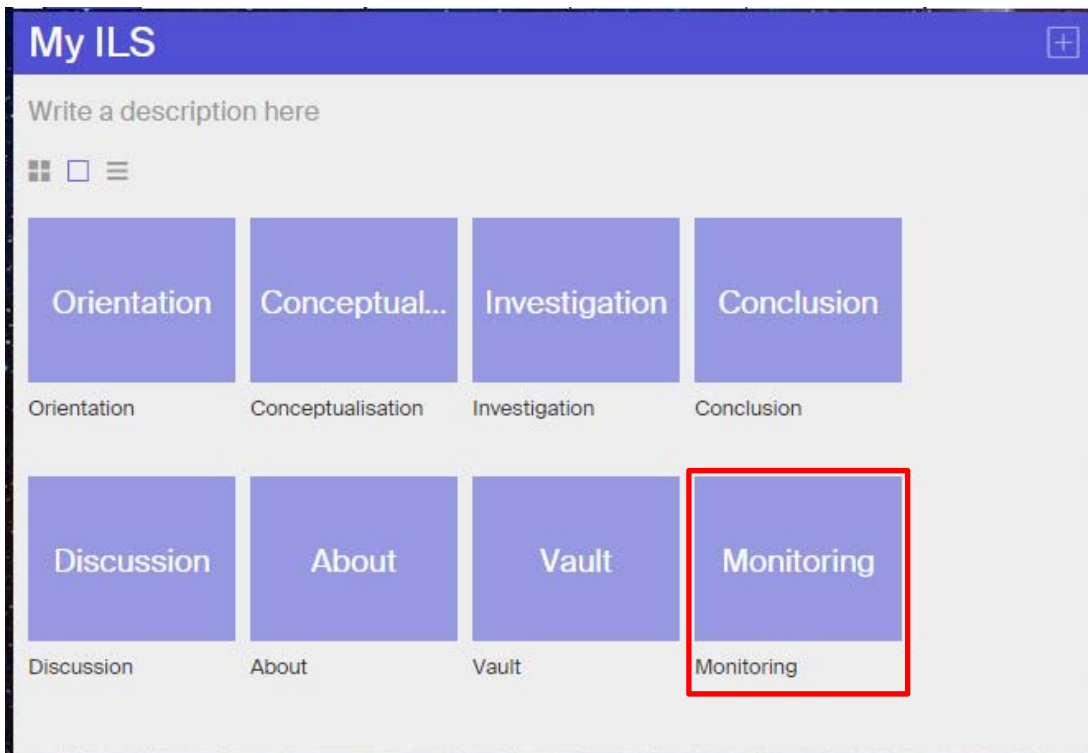 My ILS
Write a description here
Orientation Conceptual... Investigation Conclusion
Orientation Conceptualisation Investigation Conclusion
Discussion About Vault Monitoring
Discussion About Vault Monitoring